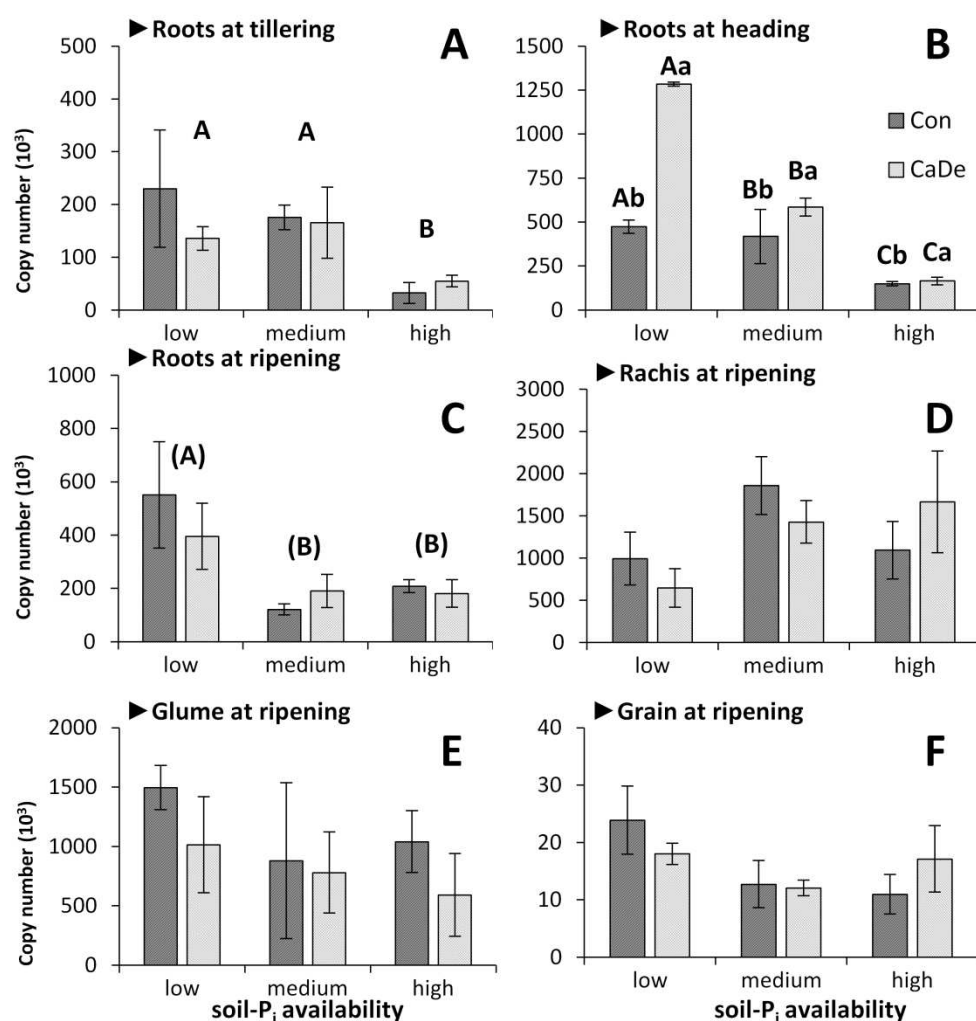 ► Roots at tillering
A
Copy number (10³)
500
400
300
200
100
0
A
A
B
low medium high
► Roots at heading
B
1500
1250
1000
750
500
250
0
Ab
Aa
Bb
Ba
Cb
Ca
Con
CaDe
low medium high
► Roots at ripening
C
Copy number (10³)
1000
800
600
400
200
0
(A)
(B)
(B)
low medium high
► Rachis at ripening
D
3000
2500
2000
1500
1000
500
0
low medium high
► Glume at ripening
E
Copy number (10³)
2000
1500
1000
500
0
low medium high
soil-Pᵢ availability
► Grain at ripening
F
40
30
20
10
0
low medium high
soil-Pᵢ availability